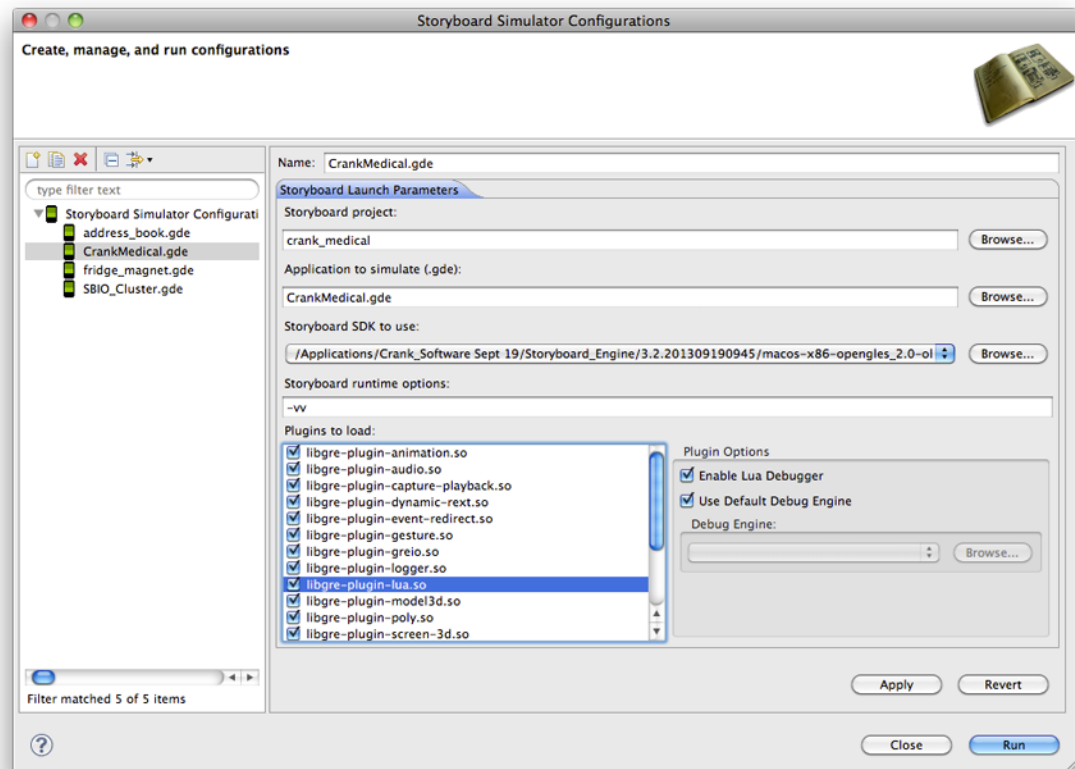 Storyboard Simulator Configurations
Create, manage, and run configurations
type filter text
Storyboard Simulator Configurati
address_book.gde
CrankMedical.gde
fridge_magnet.gde
SBIO_Cluster.gde
Filter matched 5 of 5 items
Name: CrankMedical.gde
Storyboard Launch Parameters
Storyboard project:
crank_medical Browse...
Application to simulate (.gde):
CrankMedical.gde Browse...
Storyboard SDK to use:
/Applications/Crank_Software Sept 19/Storyboard_Engine/3.2.201309190945/macos-x86-opengles_2.0-ol Browse...
Storyboard runtime options:
-vv
Plugins to load:
libgre-plugin-animation.so
libgre-plugin-audio.so
libgre-plugin-capture-playback.so
libgre-plugin-dynamic-rext.so
libgre-plugin-event-redirect.so
libgre-plugin-gesture.so
libgre-plugin-greio.so
libgre-plugin-logger.so
libgre-plugin-lua.so
libgre-plugin-model3d.so
libgre-plugin-poly.so
libgre-plugin-screen-3d.so
Plugin Options
Enable Lua Debugger
Use Default Debug Engine
Debug Engine:
Browse...
Apply Revert
? Close Run